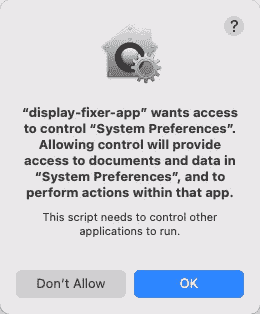 ?
“display-fixer-app” wants access
to control “System Preferences”.
Allowing control will provide
access to documents and data in
“System Preferences”, and to
perform actions within that app.
This script needs to control other
applications to run.
Don’t Allow
OK